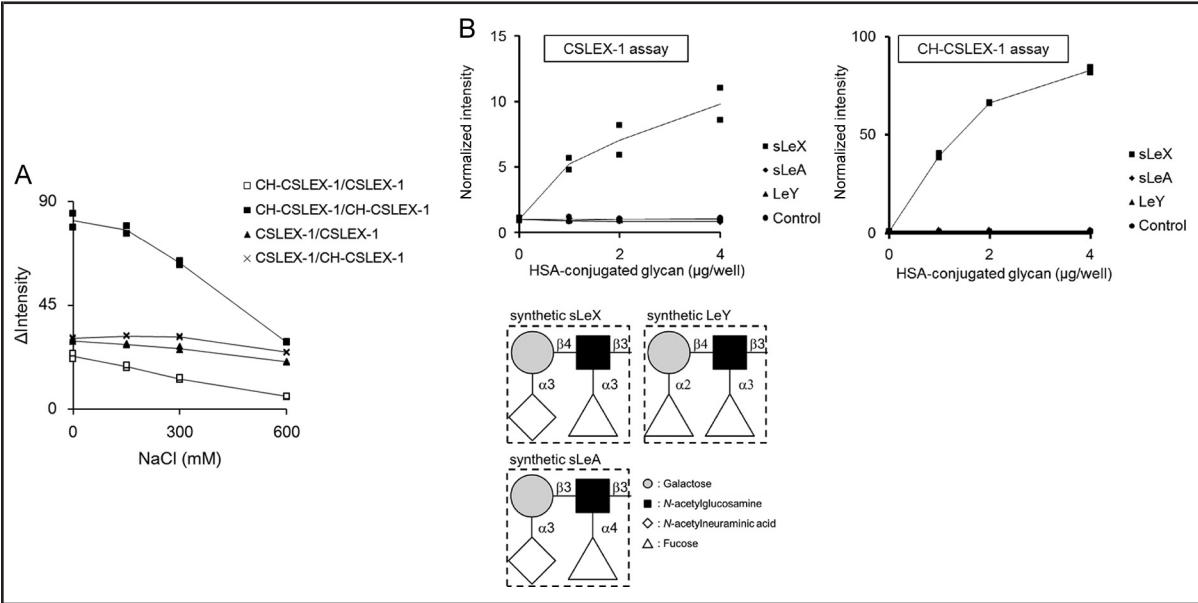 A
90
45
0
ΔIntensity
0
300
600
NaCl (mM)
CH-CSLEX-1/CSLEX-1
CH-CSLEX-1/CH-CSLEX-1
CSLEX-1/CSLEX-1
CSLEX-1/CH-CSLEX-1
B
CSLEX-1 assay
15
10
5
0
Normalized intensity
0
2
4
HSA-conjugated glycan (μg/well)
sLeX
sLeA
LeY
Control
CH-CSLEX-1 assay
100
50
0
Normalized intensity
0
2
4
HSA-conjugated glycan (μg/well)
sLeX
sLeA
LeY
Control
synthetic sLeX
β4
β3
α3
α3
synthetic LeY
β4
β3
α2
α3
synthetic sLeA
β3
β3
α3
α4
: Galactose
: N-acetylglucosamine
: N-acetylneuraminic acid
: Fucose